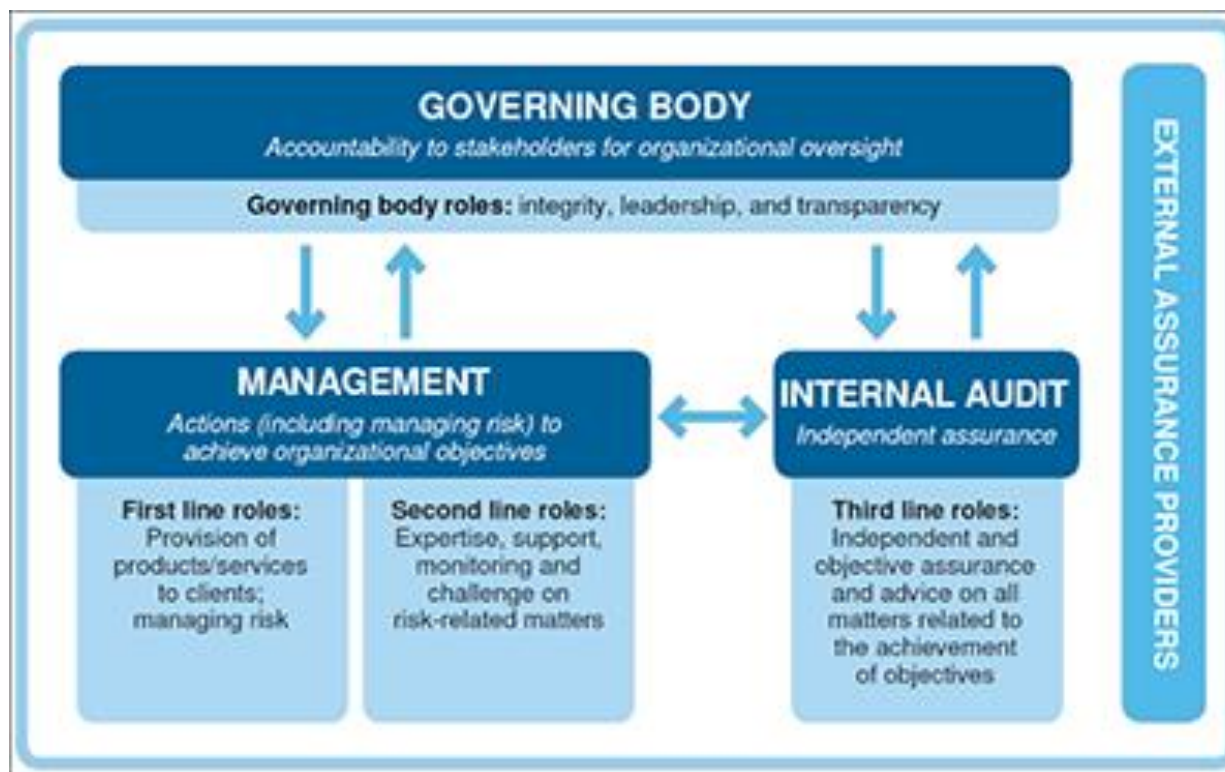 GOVERNING BODY
Accountability to stakeholders for organizational oversight
Governing body roles: integrity, leadership, and transparency
MANAGEMENT
Actions (including managing risk) to
achieve organizational objectives
First line roles:
Provision of
products/services
to clients;
managing risk
Second line roles:
Expertise, support,
monitoring and
challenge on
risk-related matters
INTERNAL AUDIT
Independent assurance
Third line roles:
Independent and
objective assurance
and advice on all
matters related to
the achievement
of objectives
EXTERNAL ASSURANCE PROVIDERS